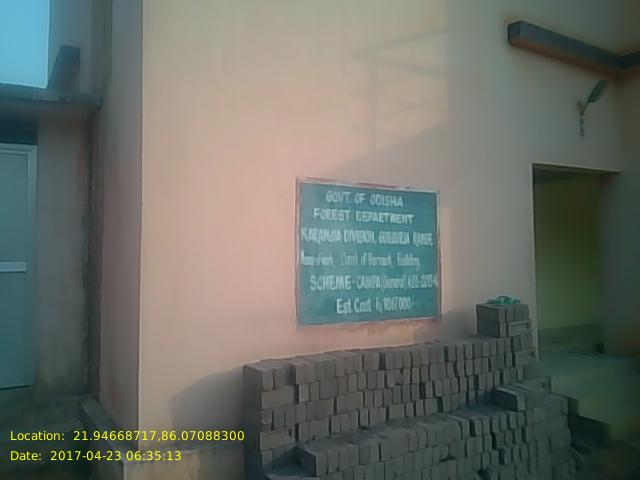 GOVT. OF ODISHA
FOREST DEPARTMENT
KARANJIA DIVISION, GURUGURIA RANGE
Name of work:- Const of Barrack Building
SCHEME- CAMPA (General)
Est. Cost
Location: 21.94668717,86.07088300
Date: 2017-04-23 06:35:13